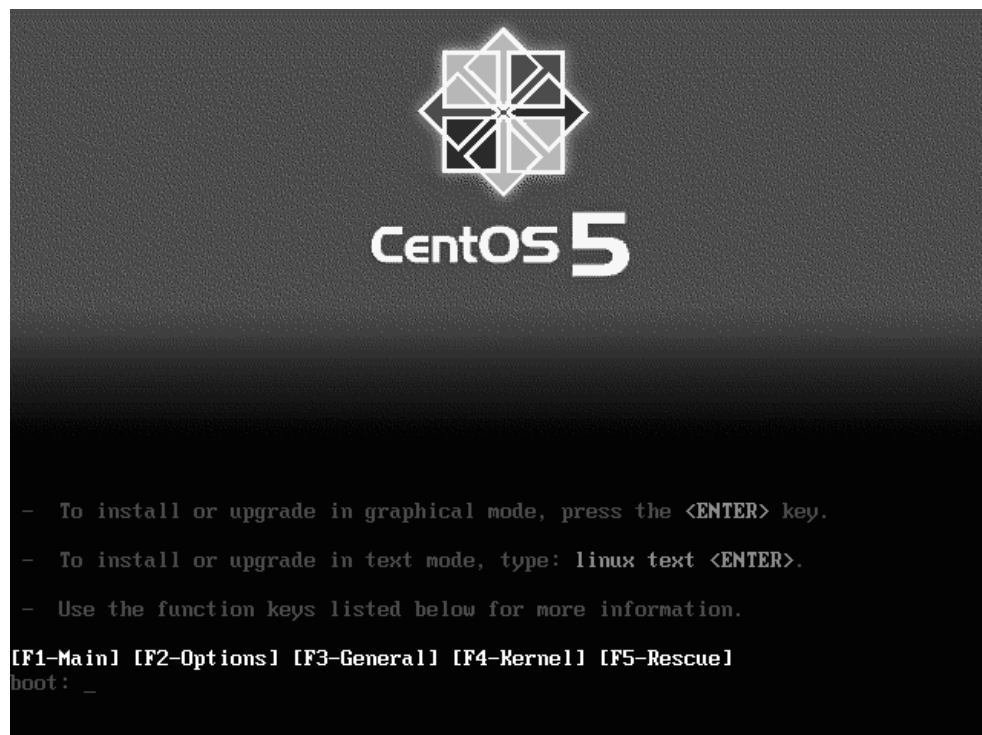 CentOS 5
- To install or upgrade in graphical mode, press the <ENTER> key.
- To install or upgrade in text mode, type: linux text <ENTER>.
- Use the function keys listed below for more information.
[F1-Main] [F2-Options] [F3-General] [F4-Kernel] [F5-Rescue]
boot: _